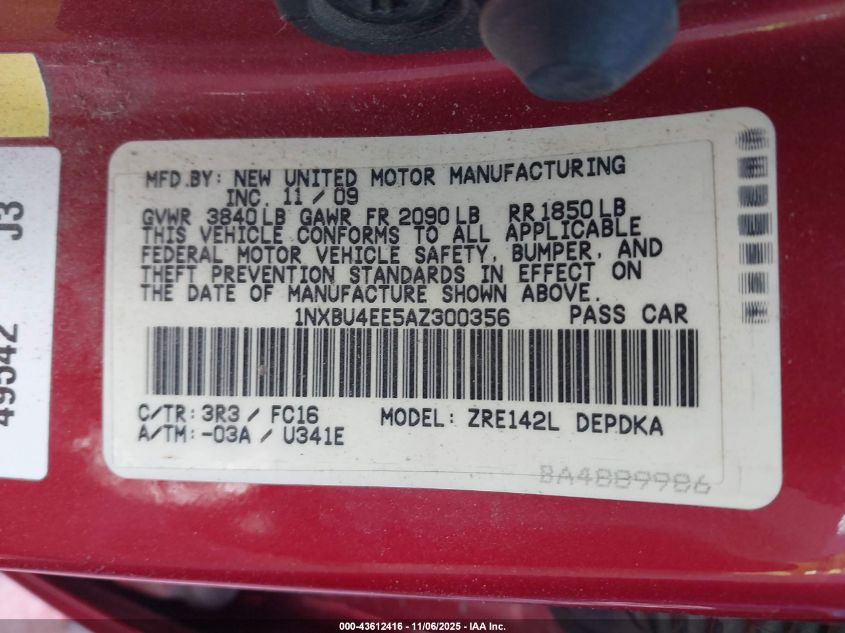 MFD.BY: NEW UNITED MOTOR MANUFACTURING
INC. 11 / 09
GVWR 3840 LB GAWR FR 2090 LB RR 1850 LB
THIS VEHICLE CONFORMS TO ALL APPLICABLE
FEDERAL MOTOR VEHICLE SAFETY, BUMPER, AND
THEFT PREVENTION STANDARDS IN EFFECT ON
THE DATE OF MANUFACTURE SHOWN ABOVE.
1NXBU4EE5AZ300356 PASS CAR
C/TR: 3R3 / FC16 MODEL: ZRE142L DEPDKA
A/TM: -03A / U341E
BA4889986
49542 J3
000-43612416 - 11/06/2025 - IAA Inc.